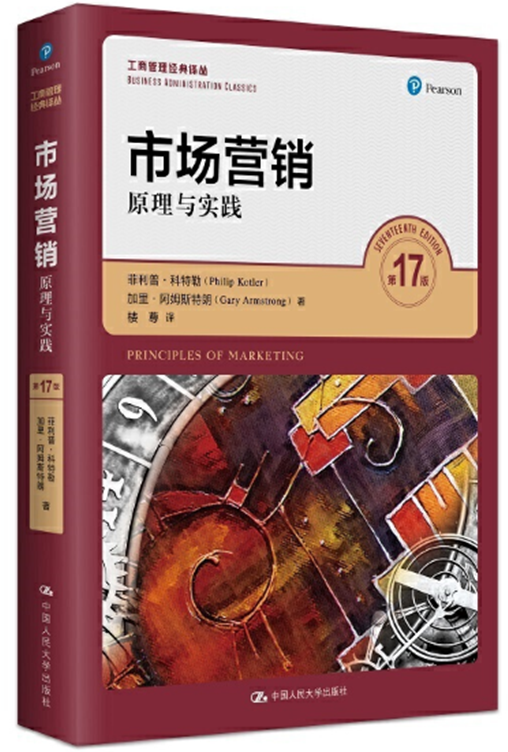 Pearson
工商管理
经典译丛
市场营销
原理与实践
第17版
菲利普·科特勒
加里·阿姆斯特朗
著
中国人民大学出版社
工商管理经典译丛
BUSINESS ADMINISTRATION CLASSICS
Pearson
市场营销
原理与实践
SEVENTEENTH EDITION
第17版
菲利普·科特勒(Philip Kotler)
加里·阿姆斯特朗(Gary Armstrong) 著
楼尊 译
PRINCIPLES OF MARKETING
中国人民大学出版社